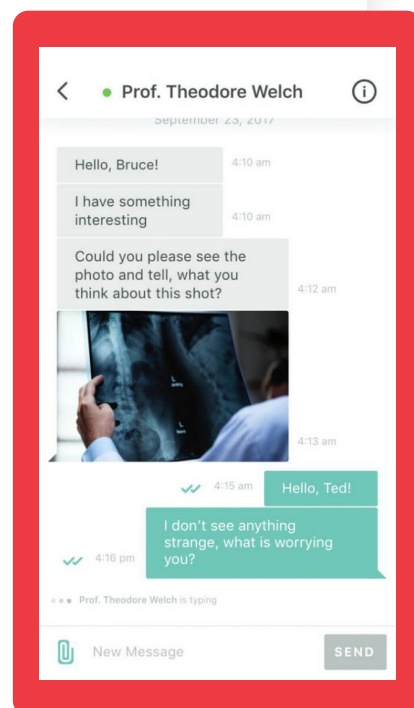 Prof. Theodore Welch
September 23, 2017
Hello, Bruce!
4:10 am
I have something
interesting
4:10 am
Could you please see the
photo and tell, what you
think about this shot?
4:12 am
4:13 am
4:15 am
Hello, Ted!
I don't see anything
strange, what is worrying
you?
4:16 pm
Prof. Theodore Welch is typing
New Message
SEND